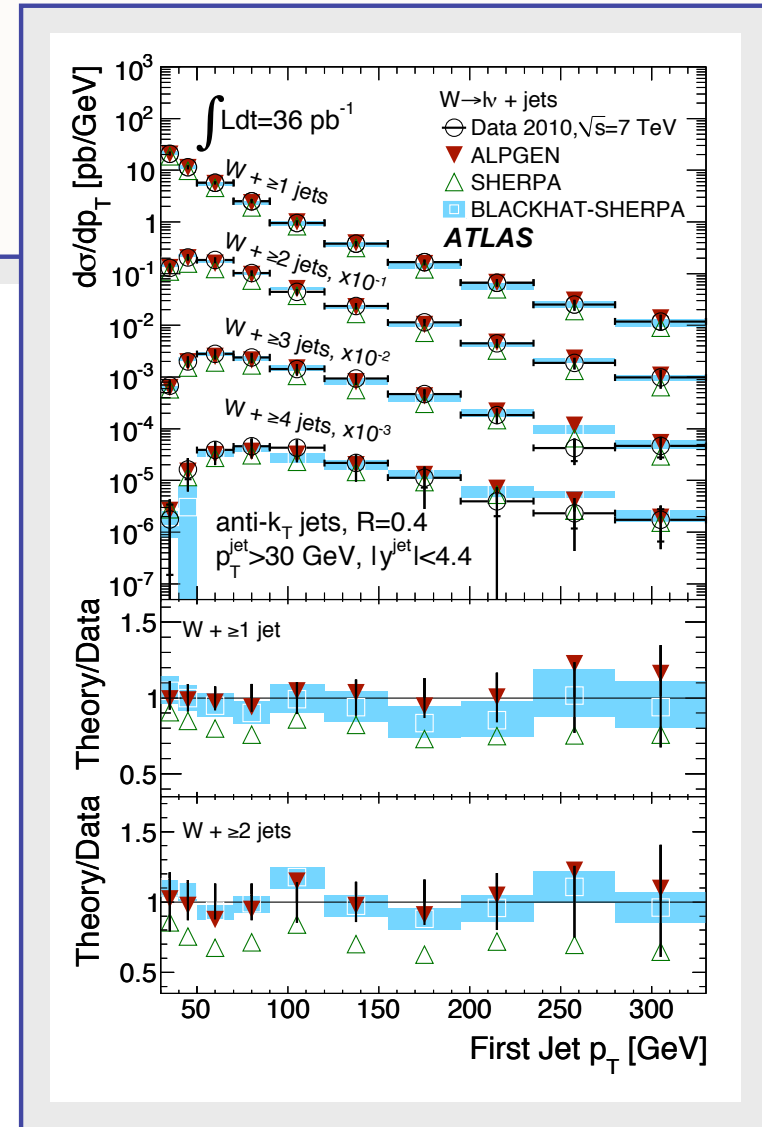 dσ/dp_T [pb/GeV]
10³
10²
10
1
10⁻¹
10⁻²
10⁻³
10⁻⁴
10⁻⁵
10⁻⁶
10⁻⁷
∫Ldt=36 pb⁻¹
W→lν + jets
Data 2010,√s=7 TeV
ALPGEN
SHERPA
BLACKHAT-SHERPA
ATLAS
W + ≥1 jets
W + ≥2 jets, x10⁻¹
W + ≥3 jets, x10⁻²
W + ≥4 jets, x10⁻³
anti-k_T jets, R=0.4
p_T^jet>30 GeV, |y^jet|<4.4
Theory/Data
1.5
1
0.5
W + ≥1 jet
Theory/Data
1.5
1
0.5
W + ≥2 jets
50 100 150 200 250 300
First Jet p_T [GeV]